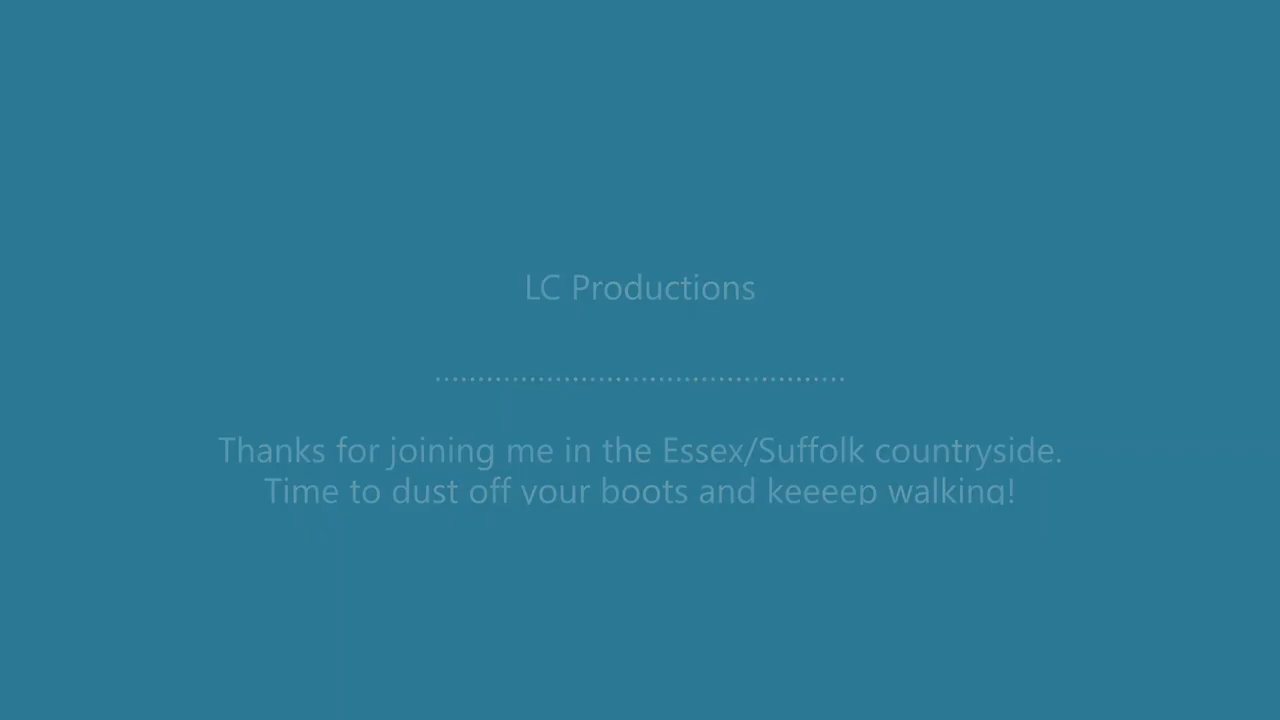 LC Productions
................................................
Thanks for joining me in the Essex/Suffolk countryside.
Time to dust off your boots and keeeep walking!